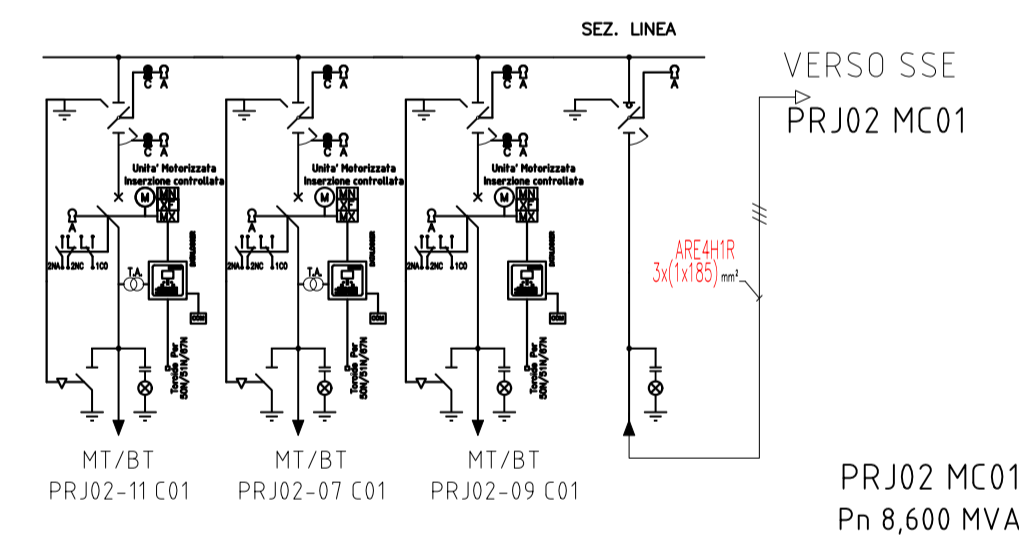 SEZ. LINEA
VERSO SSE
PRJ02 MC01
C A
C A
C A
A
C A
C A
C A
Unita' Motorizzata
Inserzione controllata
Unita' Motorizzata
Inserzione controllata
Unita' Motorizzata
Inserzione controllata
M
MN
XF
MX
M
MN
XF
MX
M
MN
XF
MX
A
A
A
2NA 2NC 1CO
2NA 2NC 1CO
2NA 2NC 1CO
T.A.
T.A.
COM
COM
COM
ARE4H1R
3x(1x185) mm²
Toroide Per
50N/51N/67N
Toroide Per
50N/51N/67N
Toroide Per
50N/51N/67N
MT/BT
PRJ02-11 C01
MT/BT
PRJ02-07 C01
MT/BT
PRJ02-09 C01
PRJ02 MC01
Pn 8,600 MVA